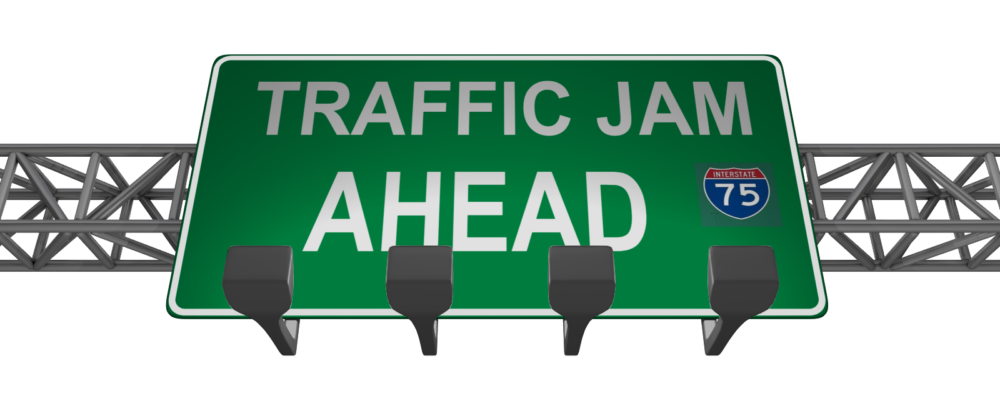 TRAFFIC JAM
AHEAD
INTERSTATE
75